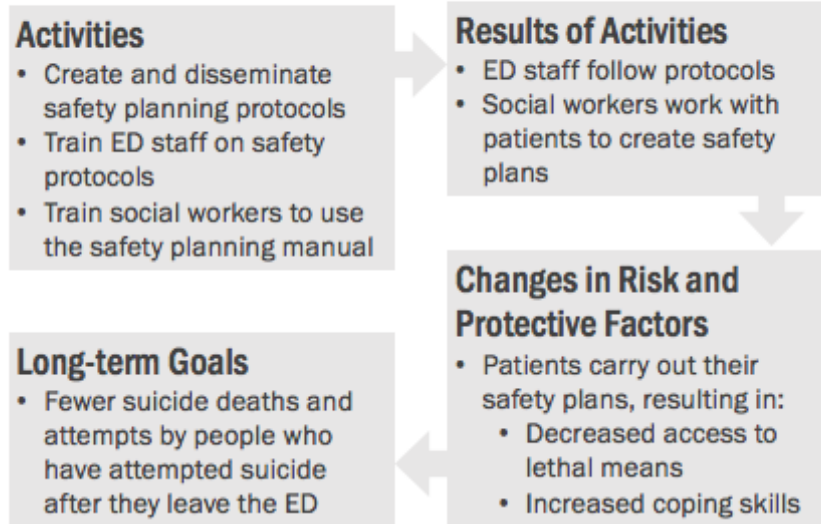 Activities
• Create and disseminate
safety planning protocols
• Train ED staff on safety
protocols
• Train social workers to use
the safety planning manual
Results of Activities
• ED staff follow protocols
• Social workers work with
patients to create safety
plans
Changes in Risk and
Protective Factors
• Patients carry out their
safety plans, resulting in:
• Decreased access to
lethal means
• Increased coping skills
Long-term Goals
• Fewer suicide deaths and
attempts by people who
have attempted suicide
after they leave the ED